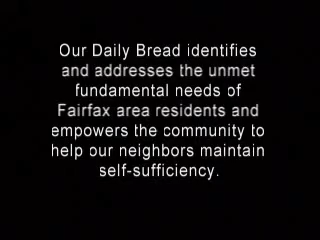 Our Daily Bread identifies
and addresses the unmet
fundamental needs of
Fairfax area residents and
empowers the community to
help our neighbors maintain
self-sufficiency.